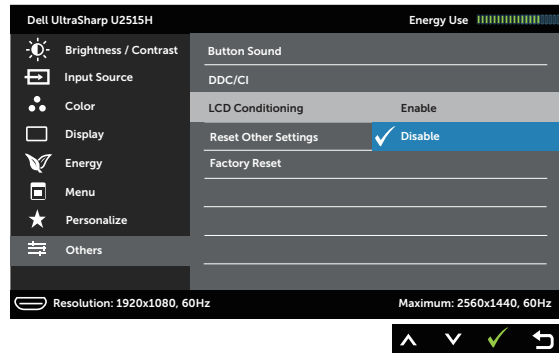 Dell UltraSharp U2515H Energy Use
Brightness / Contrast Button Sound
Input Source DDC/CI
Color LCD Conditioning Enable
Display Reset Other Settings Disable
Energy Factory Reset
Menu
Personalize
Others
Resolution: 1920x1080, 60Hz Maximum: 2560x1440, 60Hz